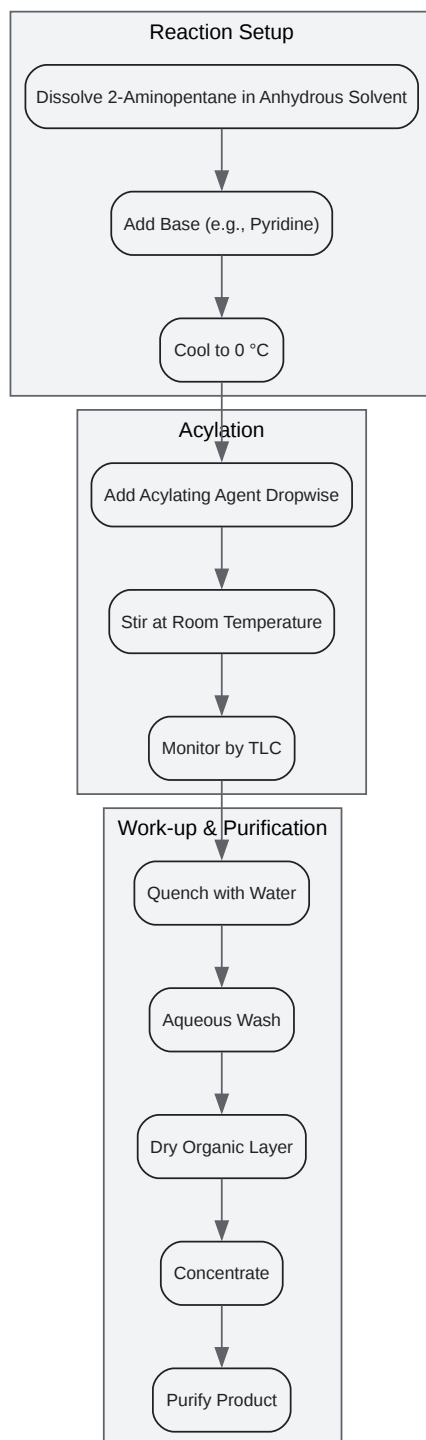 Reaction Setup
Dissolve 2-Aminopentane in Anhydrous Solvent
Add Base (e.g., Pyridine)
Cool to 0 °C
Acylation
Add Acylating Agent Dropwise
Stir at Room Temperature
Monitor by TLC
Work-up & Purification
Quench with Water
Aqueous Wash
Dry Organic Layer
Concentrate
Purify Product